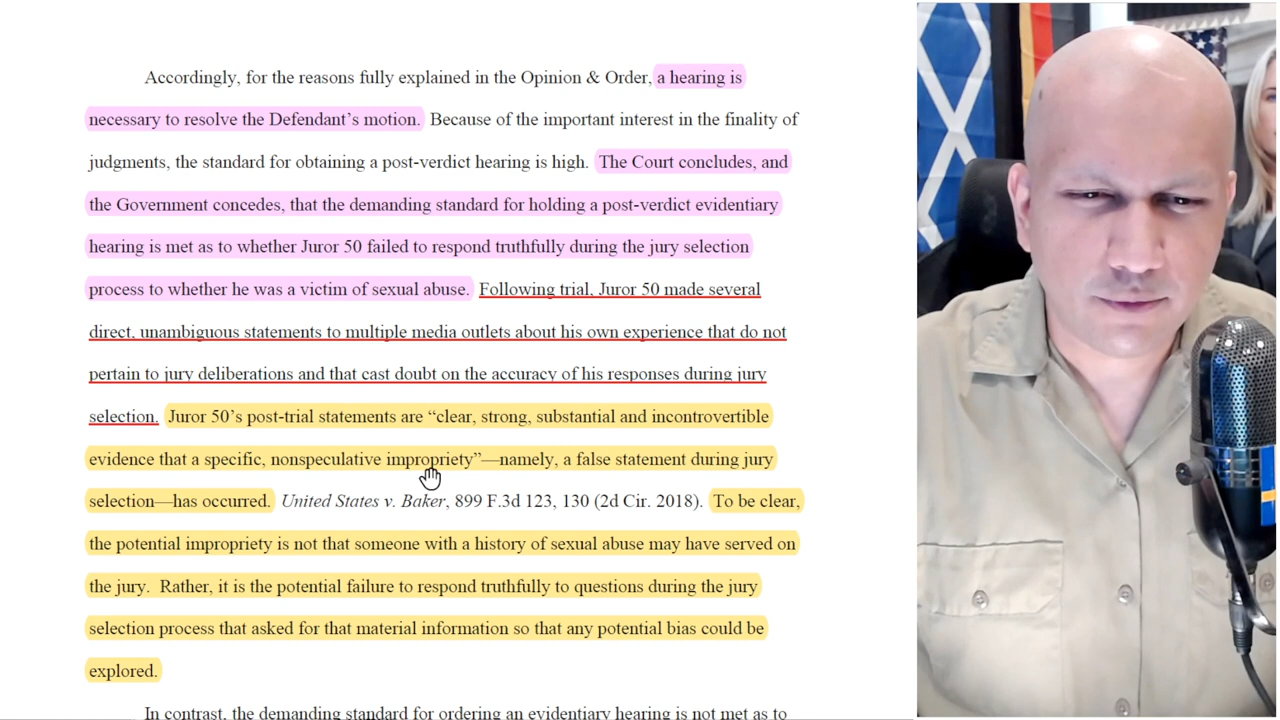 Accordingly, for the reasons fully explained in the Opinion & Order, a hearing is
necessary to resolve the Defendant’s motion. Because of the important interest in the finality of
judgments, the standard for obtaining a post-verdict hearing is high. The Court concludes, and
the Government concedes, that the demanding standard for holding a post-verdict evidentiary
hearing is met as to whether Juror 50 failed to respond truthfully during the jury selection
process to whether he was a victim of sexual abuse. Following trial, Juror 50 made several
direct, unambiguous statements to multiple media outlets about his own experience that do not
pertain to jury deliberations and that cast doubt on the accuracy of his responses during jury
selection. Juror 50’s post-trial statements are “clear, strong, substantial and incontrovertible
evidence that a specific, nonspeculative impropriety”—namely, a false statement during jury
selection—has occurred. United States v. Baker, 899 F.3d 123, 130 (2d Cir. 2018). To be clear,
the potential impropriety is not that someone with a history of sexual abuse may have served on
the jury. Rather, it is the potential failure to respond truthfully to questions during the jury
selection process that asked for that material information so that any potential bias could be
explored.
In contrast, the demanding standard for ordering an evidentiary hearing is not met as to